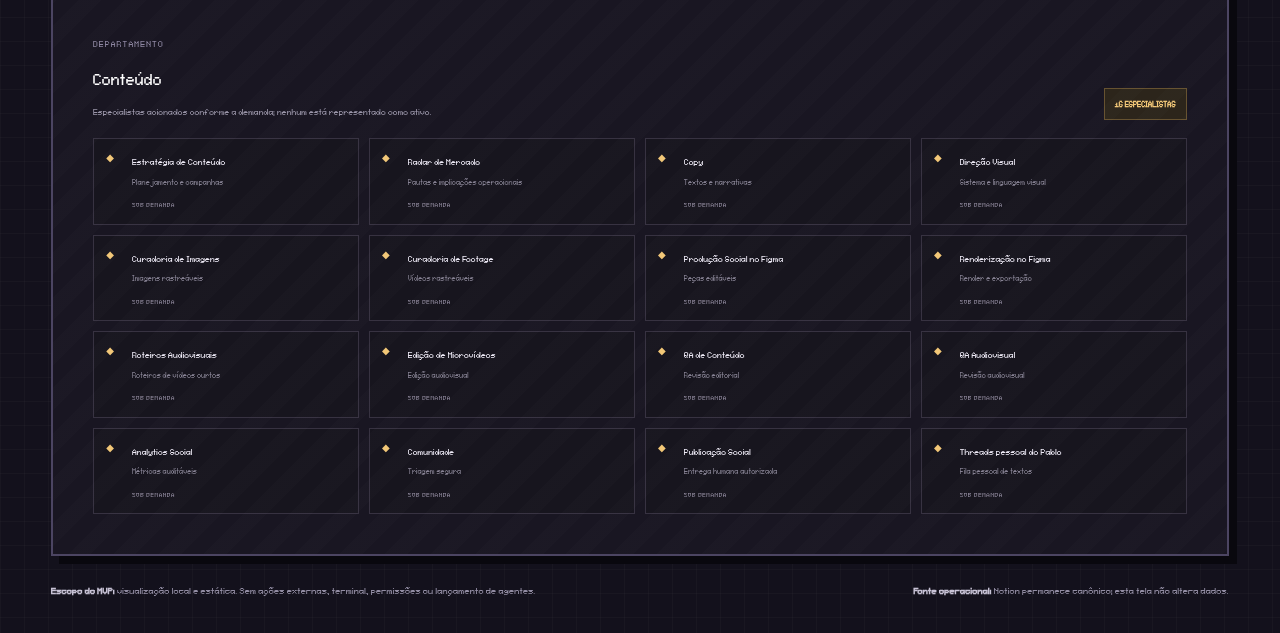 DEPARTAMENTO
Conteúdo
Especialistas acionados conforme a demanda; nenhum está representado como ativo.
16 ESPECIALISTAS
Estratégia de Conteúdo
Planejamento e campanhas
SOB DEMANDA
Radar de Mercado
Pautas e implicações operacionais
SOB DEMANDA
Copy
Textos e narrativas
SOB DEMANDA
Direção Visual
Sistema e linguagem visual
SOB DEMANDA
Curadoria de Imagens
Imagens rastreáveis
SOB DEMANDA
Curadoria de Footage
Vídeos rastreáveis
SOB DEMANDA
Produção Social no Figma
Peças editáveis
SOB DEMANDA
Renderização no Figma
Render e exportação
SOB DEMANDA
Roteiros Audiovisuais
Roteiros de vídeos curtos
SOB DEMANDA
Edição de Microvídeos
Edição audiovisual
SOB DEMANDA
QA de Conteúdo
Revisão editorial
SOB DEMANDA
QA Audiovisual
Revisão audiovisual
SOB DEMANDA
Analytics Social
Métricas auditáveis
SOB DEMANDA
Comunidade
Triagem segura
SOB DEMANDA
Publicação Social
Entrega humana autorizada
SOB DEMANDA
Threads pessoal do Pablo
Fila pessoal de textos
SOB DEMANDA
Escopo do MVP: visualização local e estática. Sem ações externas, terminal, permissões ou lançamento de agentes.
Fonte operacional: Notion permanece canônico; esta tela não altera dados.